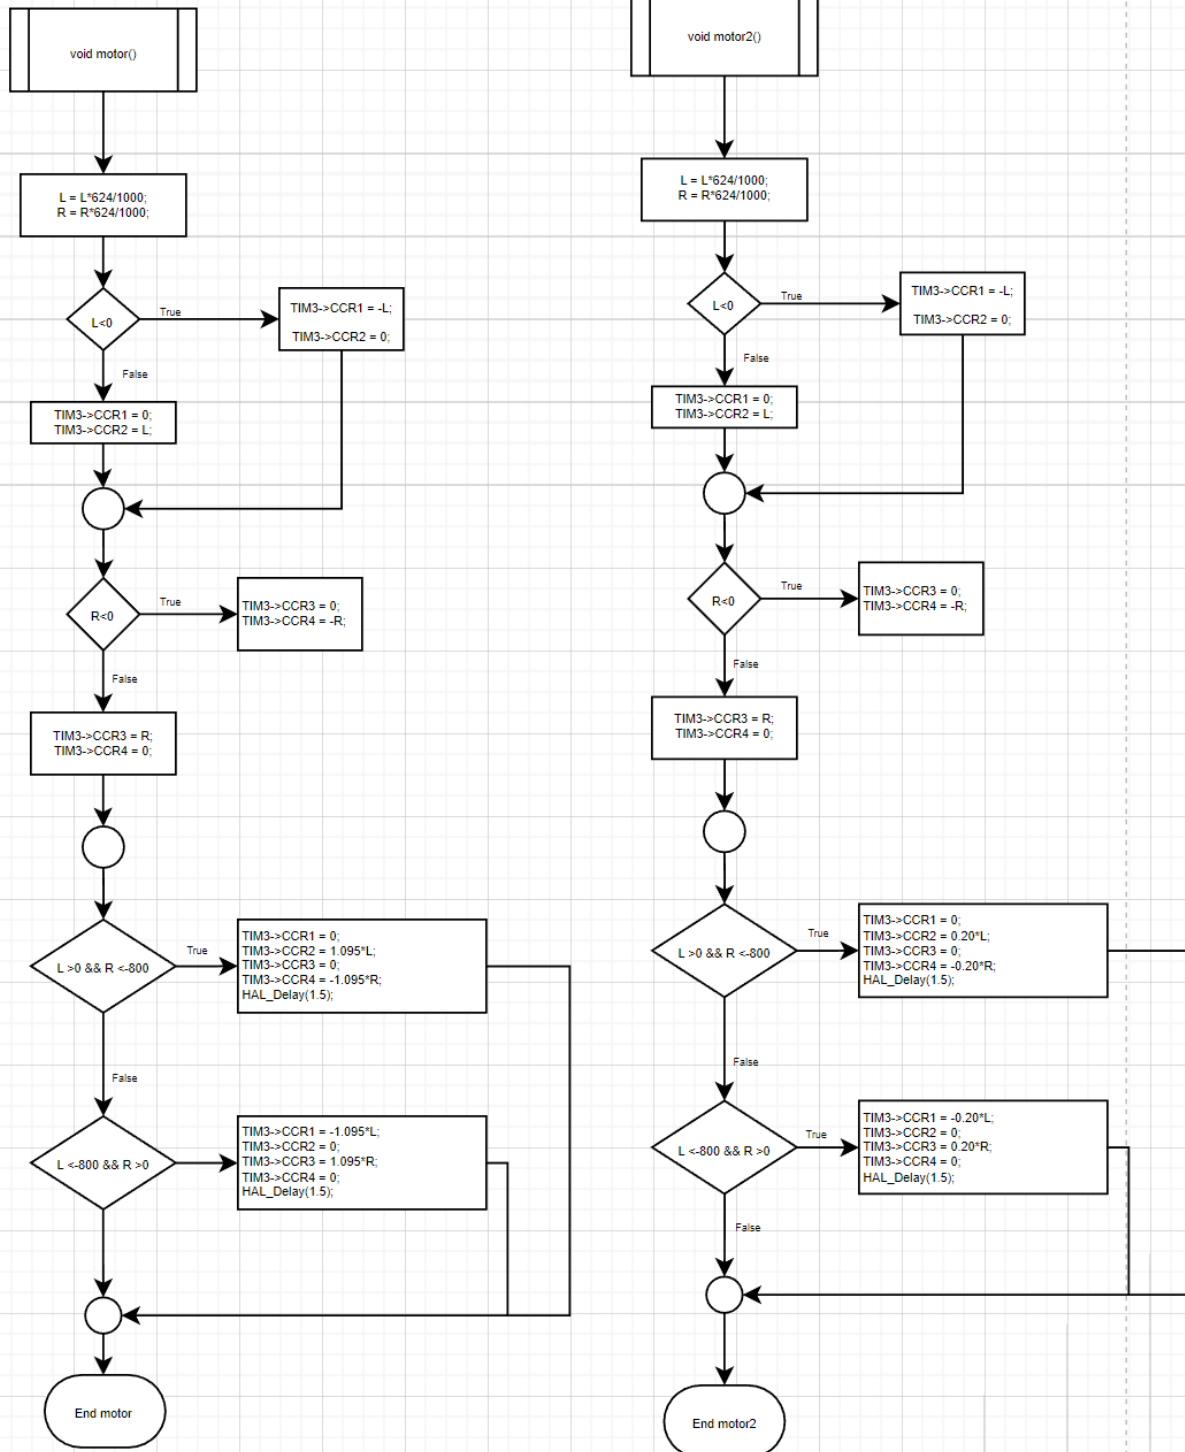 void motor()
L = L*624/1000;
R = R*624/1000;
L<0
True
TIM3->CCR1 = -L;
TIM3->CCR2 = 0;
False
TIM3->CCR1 = 0;
TIM3->CCR2 = L;
R<0
True
TIM3->CCR3 = 0;
TIM3->CCR4 = -R;
False
TIM3->CCR3 = R;
TIM3->CCR4 = 0;
L >0 && R <-800
True
TIM3->CCR1 = 0;
TIM3->CCR2 = 1.095*L;
TIM3->CCR3 = 0;
TIM3->CCR4 = -1.095*R;
HAL_Delay(1.5);
False
L <-800 && R >0
TIM3->CCR1 = -1.095*L;
TIM3->CCR2 = 0;
TIM3->CCR3 = 1.095*R;
TIM3->CCR4 = 0;
HAL_Delay(1.5);
End motor
void motor2()
L = L*624/1000;
R = R*624/1000;
L<0
True
TIM3->CCR1 = -L;
TIM3->CCR2 = 0;
False
TIM3->CCR1 = 0;
TIM3->CCR2 = L;
R<0
True
TIM3->CCR3 = 0;
TIM3->CCR4 = -R;
False
TIM3->CCR3 = R;
TIM3->CCR4 = 0;
L >0 && R <-800
True
TIM3->CCR1 = 0;
TIM3->CCR2 = 0.20*L;
TIM3->CCR3 = 0;
TIM3->CCR4 = -0.20*R;
HAL_Delay(1.5);
False
L <-800 && R >0
True
TIM3->CCR1 = -0.20*L;
TIM3->CCR2 = 0;
TIM3->CCR3 = 0.20*R;
TIM3->CCR4 = 0;
HAL_Delay(1.5);
False
End motor2